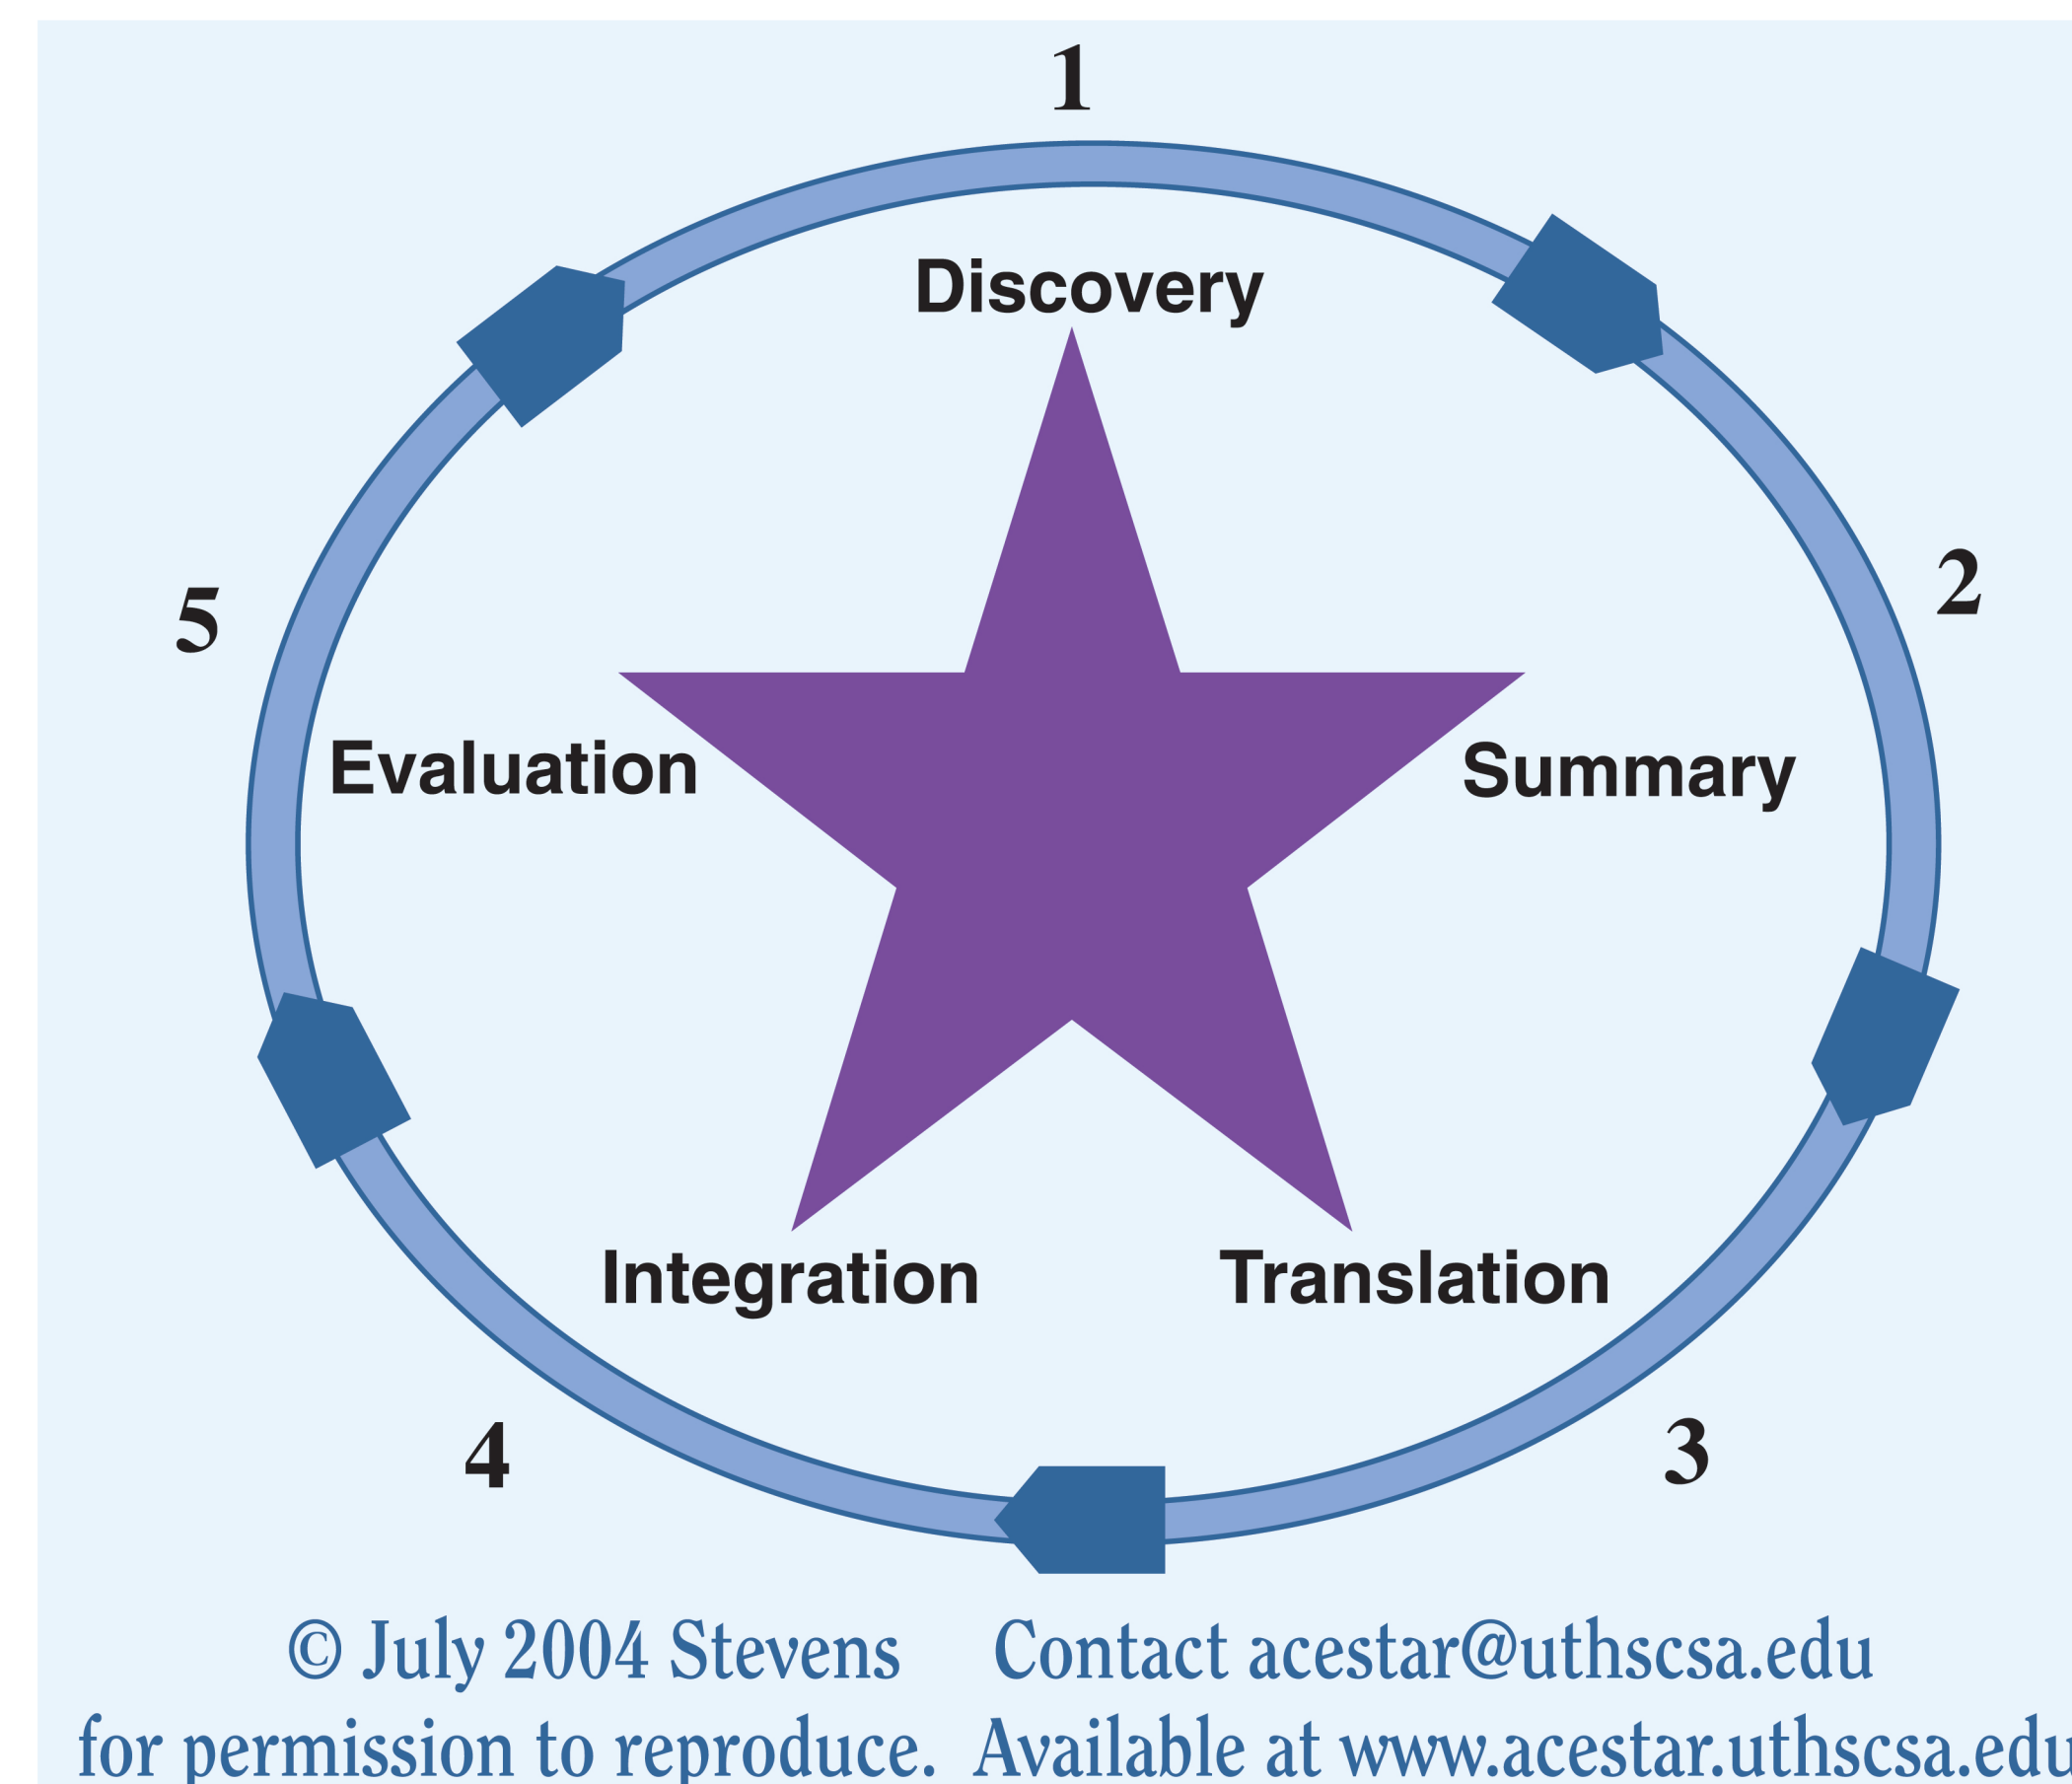 1
Discovery
2
5
Evaluation
Summary
Integration
Translation
4
3
© July 2004 Stevens Contact acestar@uthscsa.edu
for permission to reproduce. Available at www.acestar.uthscsa.edu